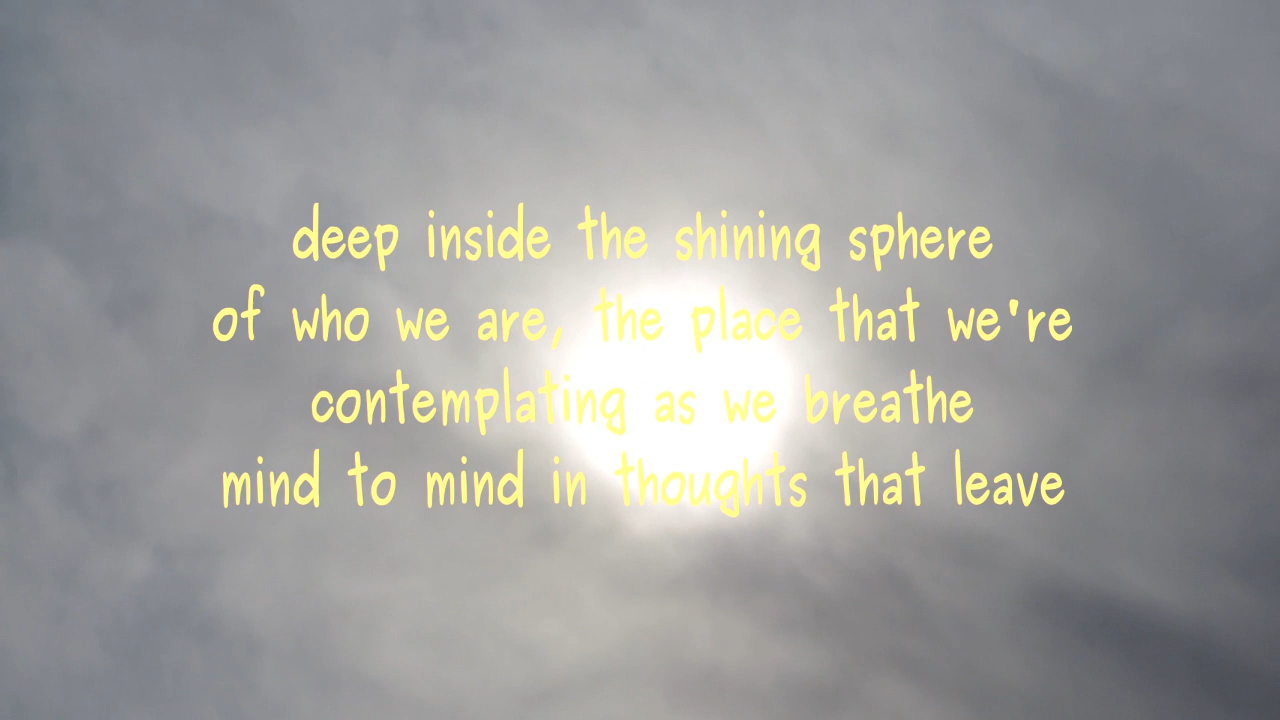 deep inside the shining sphere
of who we are, the place that we're
contemplating as we breathe
mind to mind in thoughts that leave